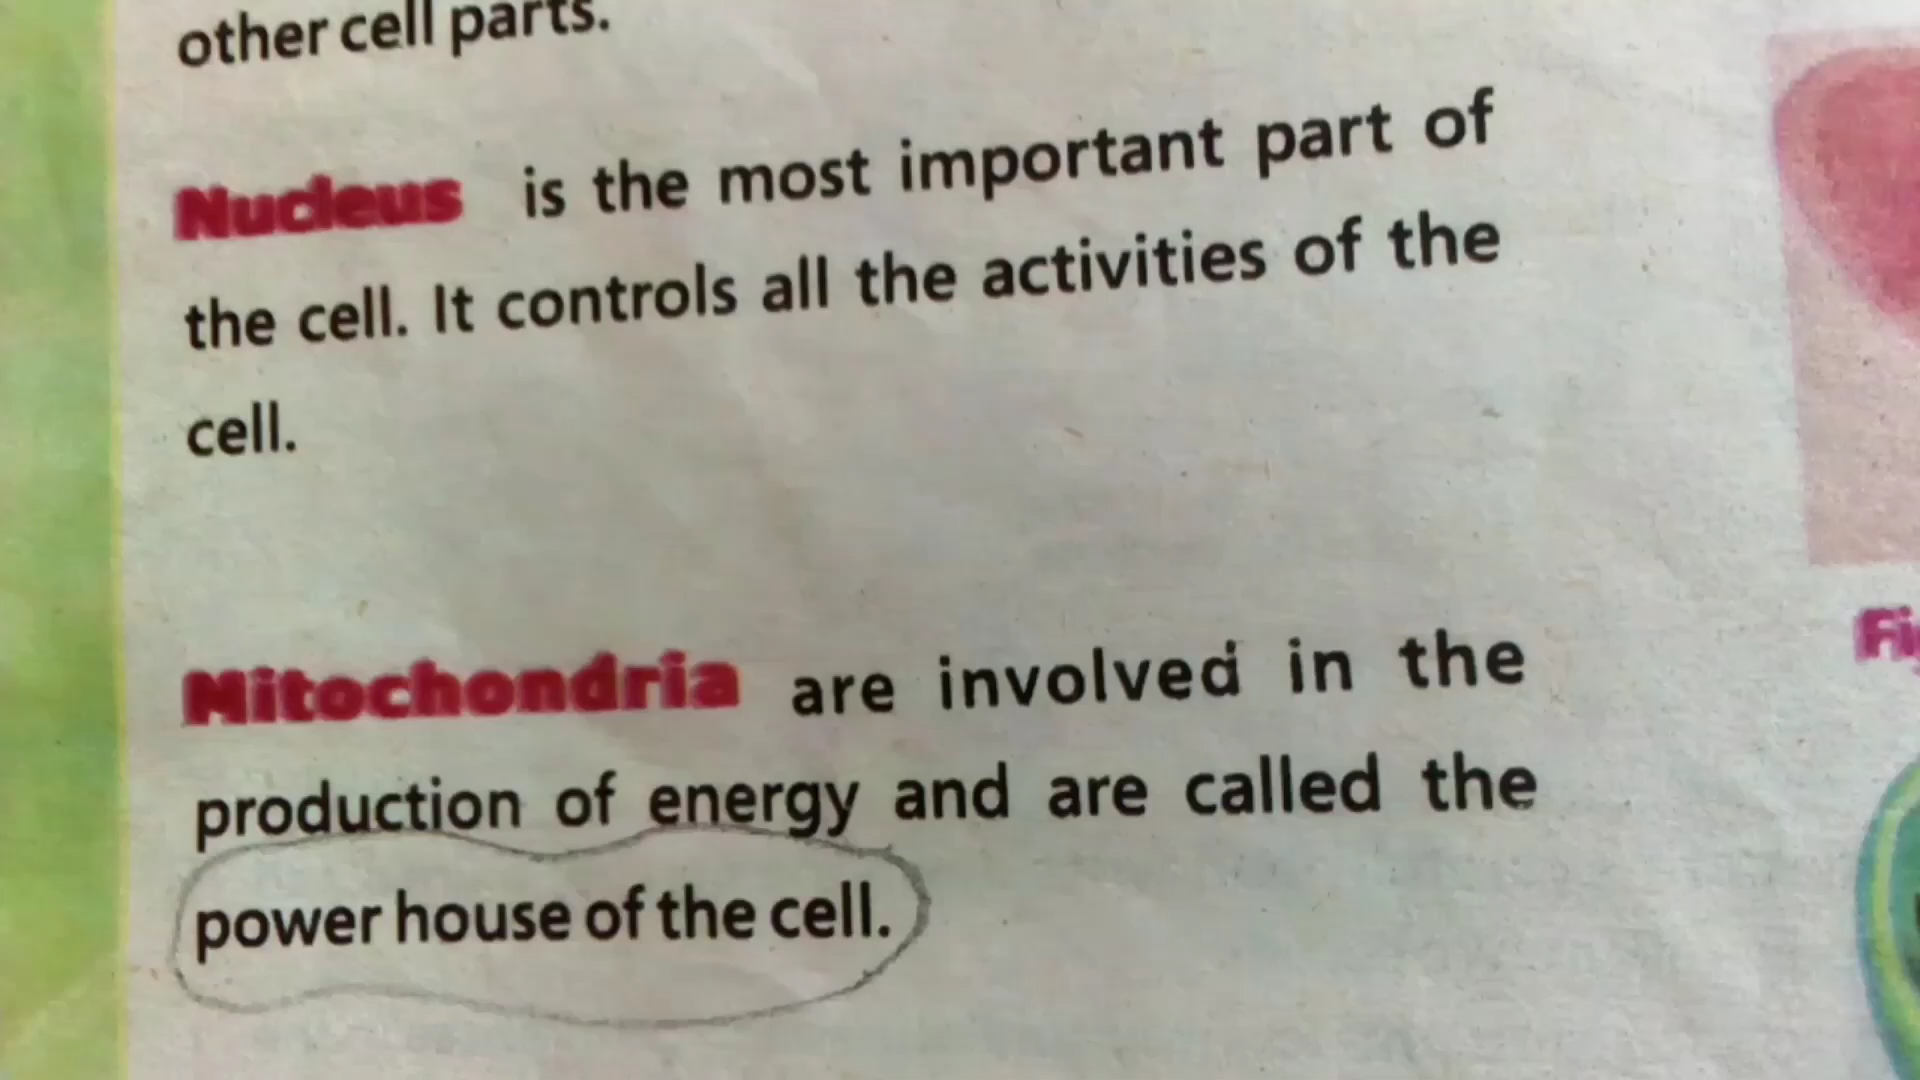 other cell parts.
Nucleus is the most important part of
the cell. It controls all the activities of the
cell.
Mitochondria are involved in the
production of energy and are called the
power house of the cell.